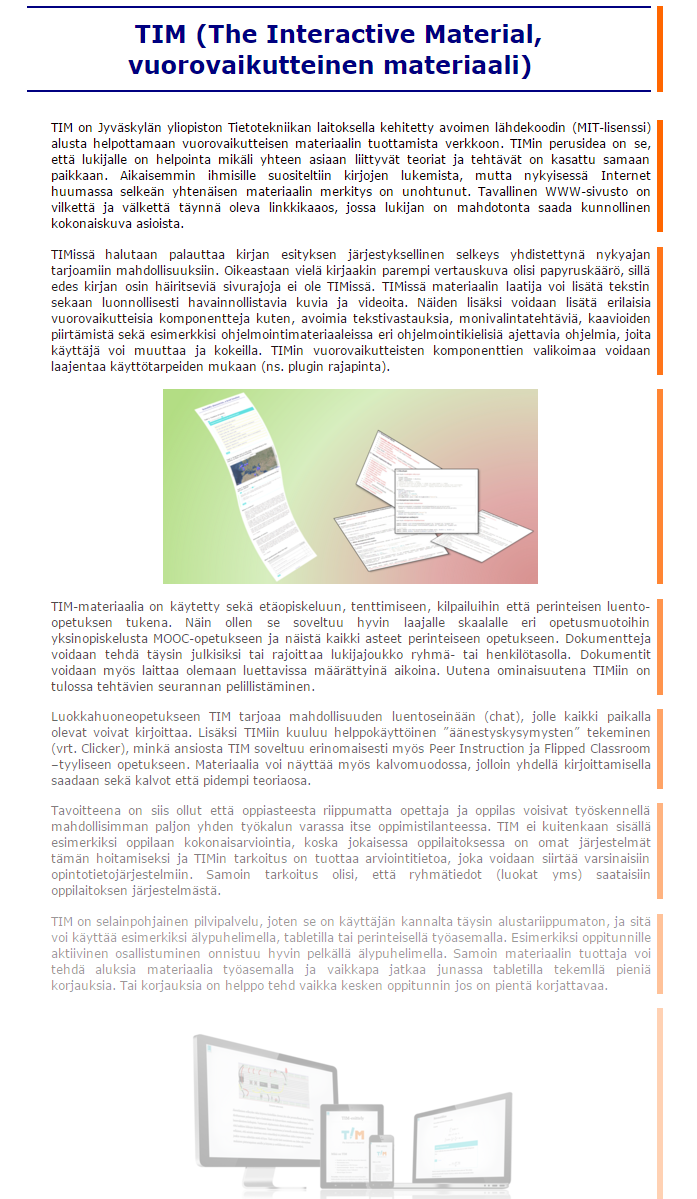 TIM (The Interactive Material,
vuorovaikutteinen materiaali)
TIM on Jyväskylän yliopiston Tietotekniikan laitoksella kehitetty avoimen lähdekoodin (MIT-lisenssi)
alusta helpottamaan vuorovaikutteisen materiaalin tuottamista verkkoon. TIMin perusidea on se,
että lukijalle on helpointa mikäli yhteen asiaan liittyvät teoriat ja tehtävät on kasattu samaan
paikkaan. Aikaisemmin ihmisille suositeltiin kirjojen lukemista, mutta nykyisessä Internet
huumassa selkeän yhtenäisen materiaalin merkitys on unohtunut. Tavallinen WWW-sivusto on
vilkettä ja välkettä täynnä oleva linkkikaaos, jossa lukijan on mahdotonta saada kunnollinen
kokonaiskuva asioista.
TIMissä halutaan palauttaa kirjan esityksen järjestyksellinen selkeys yhdistettynä nykyajan
tarjoamiin mahdollisuuksiin. Oikeastaan vielä kirjaakin parempi vertauskuva olisi papyruskäärö, sillä
edes kirjan osin häiritseviä sivurajoja ei ole TIMissä. TIMissä materiaalin laatija voi lisätä tekstin
sekaan luonnollisesti havainnollistavia kuvia ja videoita. Näiden lisäksi voidaan lisätä erilaisia
vuorovaikutteisia komponentteja kuten, avoimia tekstivastauksia, monivalintatehtäviä, kaavioiden
piirtämistä sekä esimerkkisi ohjelmointimateriaaleissa eri ohjelmointikielisiä ajettavia ohjelmia, joita
käyttäjä voi muuttaa ja kokeilla. TIMin vuorovaikutteisten komponenttien valikoimaa voidaan
laajentaa käyttötarpeiden mukaan (ns. plugin rajapinta).
TIM-materiaalia on käytetty sekä etäopiskeluun, tenttimiseen, kilpailuihin että perinteisen luento-
opetuksen tukena. Näin ollen se soveltuu hyvin laajalle skaalalle eri opetusmuotoihin
yksinopiskelusta MOOC-opetukseen ja näistä kaikki asteet perinteiseen opetukseen. Dokumentteja
voidaan tehdä täysin julkisiksi tai rajoittaa lukijajoukko ryhmä- tai henkilötasolla. Dokumentit
voidaan myös laittaa olemaan luettavissa määrättyinä aikoina. Uutena ominaisuutena TIMiin on
tulossa tehtävien seurannan pelillistäminen.
Luokkahuoneopetukseen TIM tarjoaa mahdollisuuden luentoseinään (chat), jolle kaikki paikalla
olevat voivat kirjoittaa. Lisäksi TIMiin kuuluu helppokäyttöinen ”äänestyskysymysten” tekeminen
(vrt. Clicker), minkä ansiosta TIM soveltuu erinomaisesti myös Peer Instruction ja Flipped Classroom
–tyyliseen opetukseen. Materiaalia voi näyttää myös kalvomuodossa, jolloin yhdellä kirjoittamisella
saadaan sekä kalvot että pidempi teoriaosa.
Tavoitteena on siis ollut että oppiasteesta riippumatta opettaja ja oppilas voisivat työskennellä
mahdollisimman paljon yhden työkalun varassa itse oppimistilanteessa. TIM ei kuitenkaan sisällä
esimerkiksi oppilaan kokonaisarviointia, koska jokaisessa oppilaitoksessa on omat järjestelmät
tämän hoitamiseksi ja TIMin tarkoitus on tuottaa arviointitietoa, joka voidaan siirtää varsinaisiin
opintotietojärjestelmiin. Samoin tarkoitus olisi, että ryhmätiedot (luokat yms) saataisiin
oppilaitoksen järjestelmästä.
TIM on selainpohjainen pilvipalvelu, joten se on käyttäjän kannalta täysin alustariippumaton, ja sitä
voi käyttää esimerkiksi älypuhelimella, tabletilla tai perinteisellä työasemalla. Esimerkiksi oppitunnille
aktiivinen osallistuminen onnistuu hyvin pelkällä älypuhelimella. Samoin materiaalin tuottaja voi
tehdä aluksia materiaalia työasemalla ja vaikkapa jatkaa junassa tabletilla tekemllä pieniä
korjauksia. Tai korjauksia on helppo tehd vaikka kesken oppitunnin jos on pientä korjattavaa.
TIM
TIM